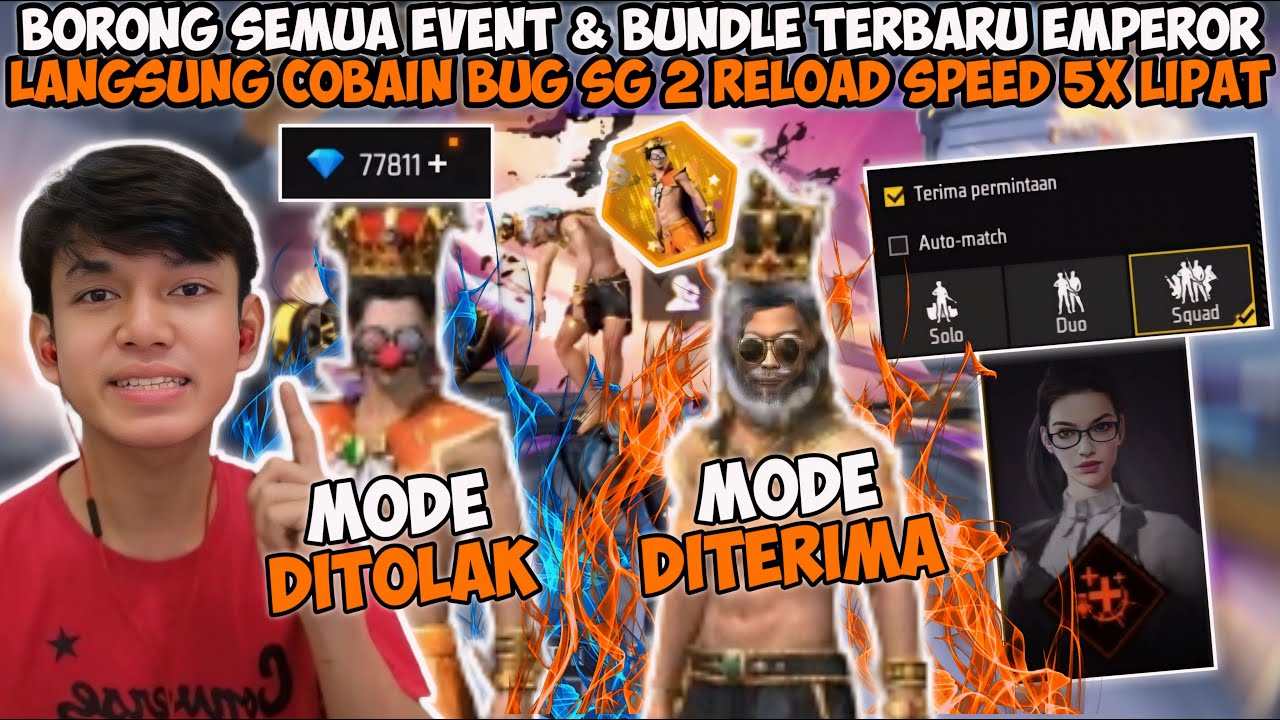 BORONG SEMUA EVENT & BUNDLE TERBARU EMPEROR
LANGSUNG COBAIN BUG SG 2 RELOAD SPEED 5X LIPAT
77811 +
Terima permintaan
Auto-match
Solo
Duo
Squad
MODE
DITOLAK
MODE
DITERIMA
Converse